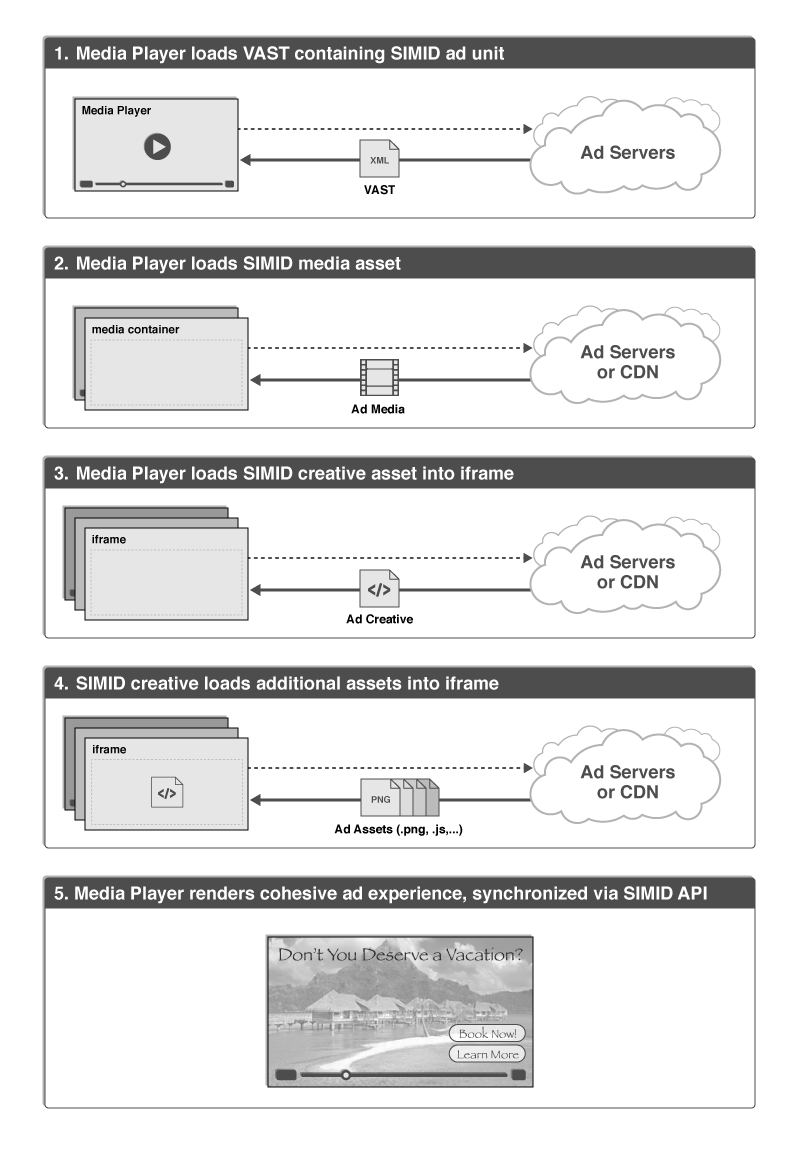 1. Media Player loads VAST containing SIMID ad unit
Media Player
Ad Servers
XML
VAST
2. Media Player loads SIMID media asset
media container
Ad Servers
or CDN
Ad Media
3. Media Player loads SIMID creative asset into iframe
iframe
Ad Servers
or CDN
</>
Ad Creative
4. SIMID creative loads additional assets into iframe
iframe
Ad Servers
or CDN
</>
PNG
Ad Assets (.png, .js,...)
5. Media Player renders cohesive ad experience, synchronized via SIMID API
Don't You Deserve a Vacation?
Book Now!
Learn More